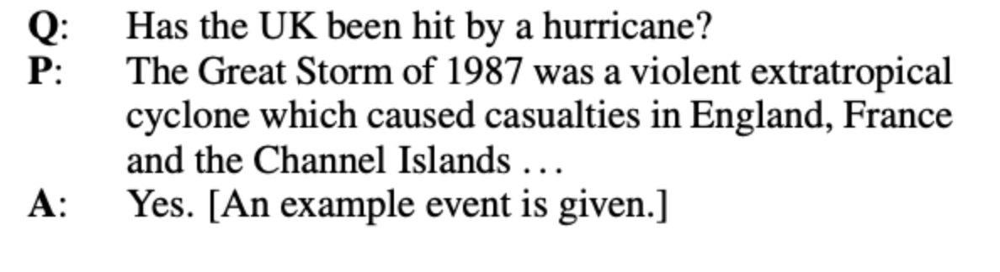 Q: Has the UK been hit by a hurricane?
P: The Great Storm of 1987 was a violent extratropical
cyclone which caused casualties in England, France
and the Channel Islands ...
A: Yes. [An example event is given.]